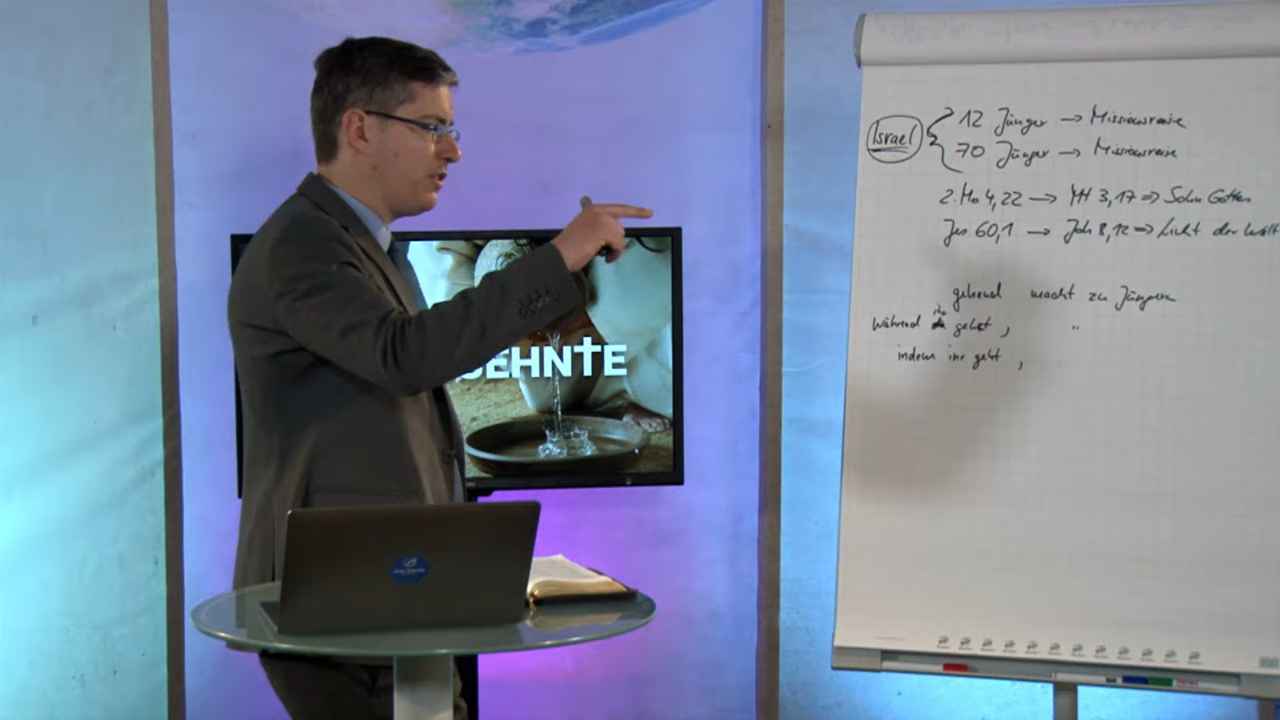 Israel
12 Jünger → Missionsreise
70 Jünger → Missionsreise
2. Mo 4,22 → Mt 3,17 ⇒ Sohn Gottes
Jes 60,1 → Joh 8,12 ⇒ Licht der Welt
gehend macht zu Jüngern
während ihr geht, "
indem ihr geht,
EHNTE